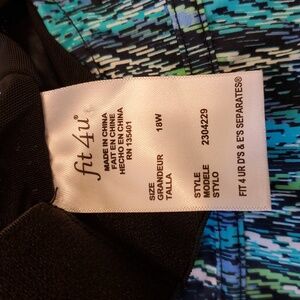 fit 4u®
MADE IN CHINA
FAIT EN CHINE
HECHO EN CHINA
RN 135401
SIZE
GRANDEUR 18W
TALLA
STYLE
MODELE 2304229
STYLO
FIT 4 UR D'S & E'S SEPARATES®